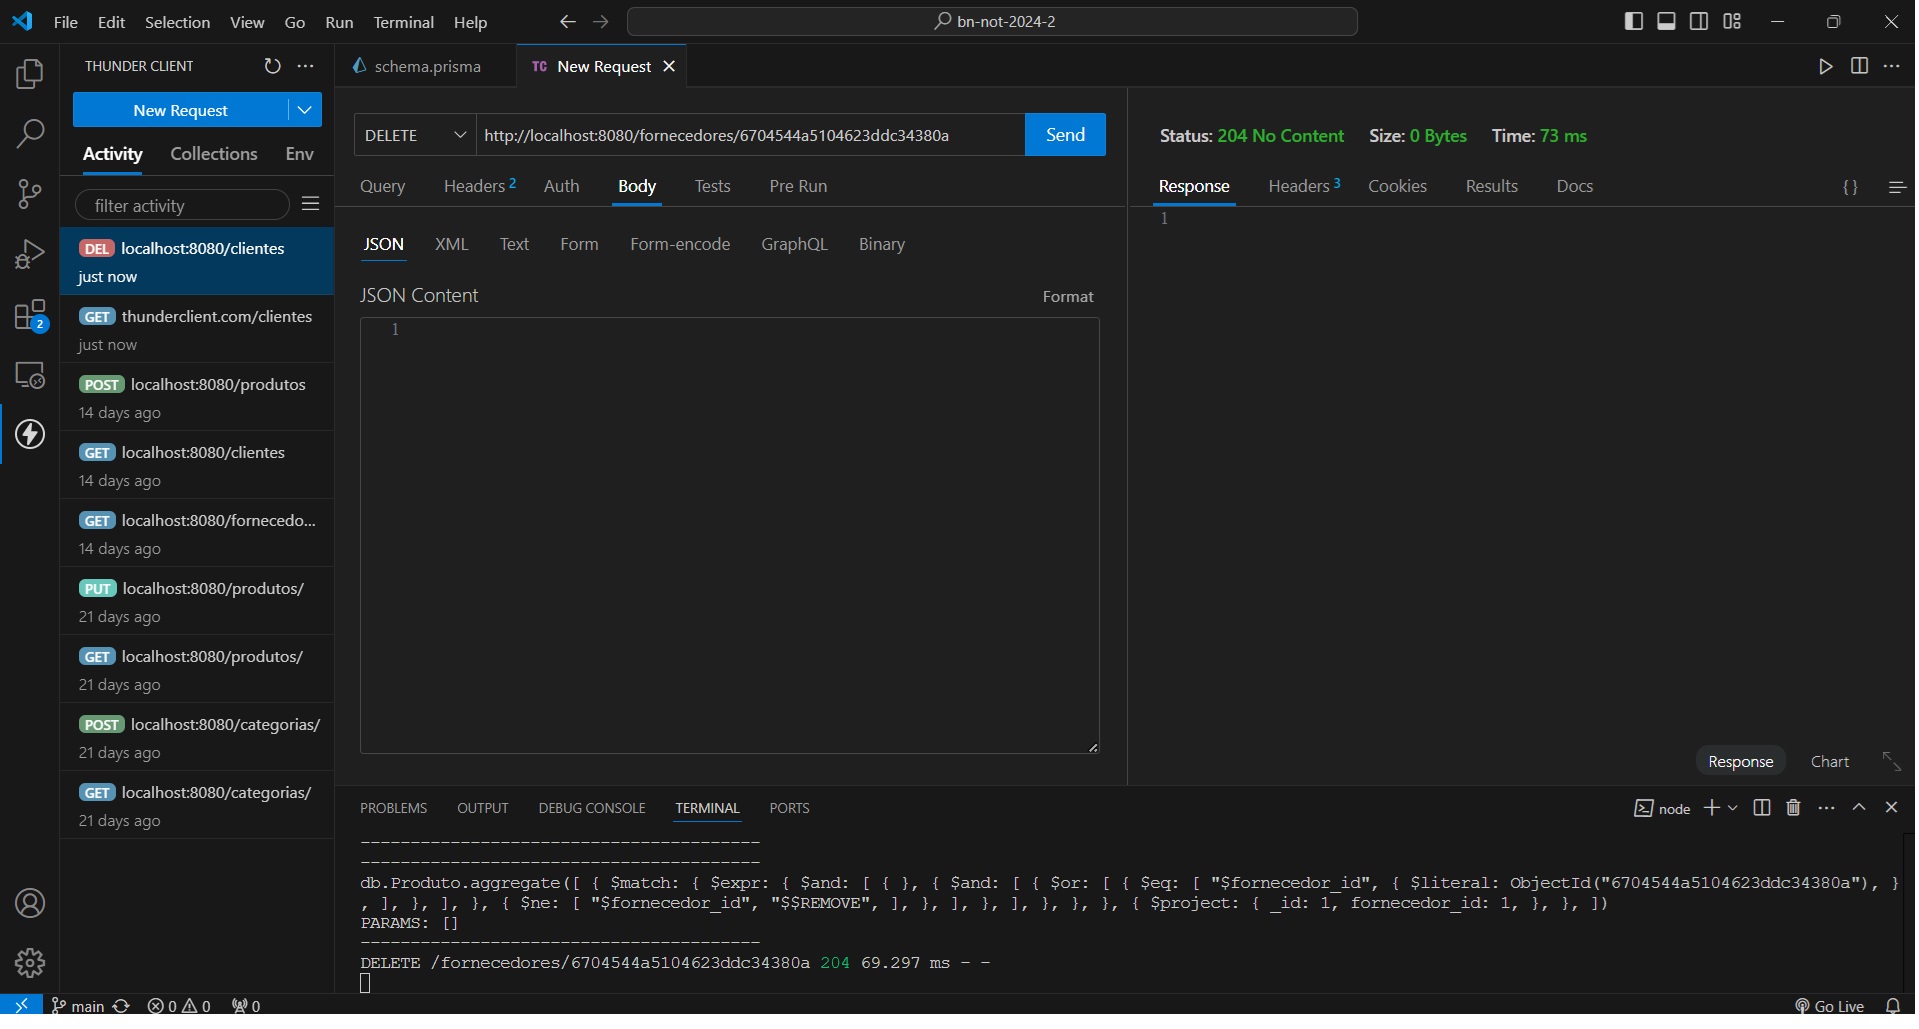 File Edit Selection View Go Run Terminal Help
bn-not-2024-2
THUNDER CLIENT
New Request
Activity Collections Env
filter activity
DEL localhost:8080/clientes
just now
GET thunderclient.com/clientes
just now
POST localhost:8080/produtos
14 days ago
GET localhost:8080/clientes
14 days ago
GET localhost:8080/fornecedo...
14 days ago
PUT localhost:8080/produtos/
21 days ago
GET localhost:8080/produtos/
21 days ago
POST localhost:8080/categorias/
21 days ago
GET localhost:8080/categorias/
21 days ago
2
schema.prisma
TC New Request
DELETE http://localhost:8080/fornecedores/6704544a5104623ddc34380a Send
Query Headers 2 Auth Body Tests Pre Run
JSON XML Text Form Form-encode GraphQL Binary
JSON Content Format
1
Status: 204 No Content Size: 0 Bytes Time: 73 ms
Response Headers 3 Cookies Results Docs {}
1
Response Chart
PROBLEMS OUTPUT DEBUG CONSOLE TERMINAL PORTS
node
----------------------------------------
----------------------------------------
db.Produto.aggregate([ { $match: { $expr: { $and: [ { }, { $and: [ { $or: [ { $eq: [ "$fornecedor_id", { $literal: ObjectId("6704544a5104623ddc34380a"), }
, ], }, ], }, { $ne: [ "$fornecedor_id", "$$REMOVE", ], }, ], }, ], }, }, }, { $project: { _id: 1, fornecedor_id: 1, }, }, ])
PARAMS: []
----------------------------------------
DELETE /fornecedores/6704544a5104623ddc34380a 204 69.297 ms - -
main 0 0 0
Go Live